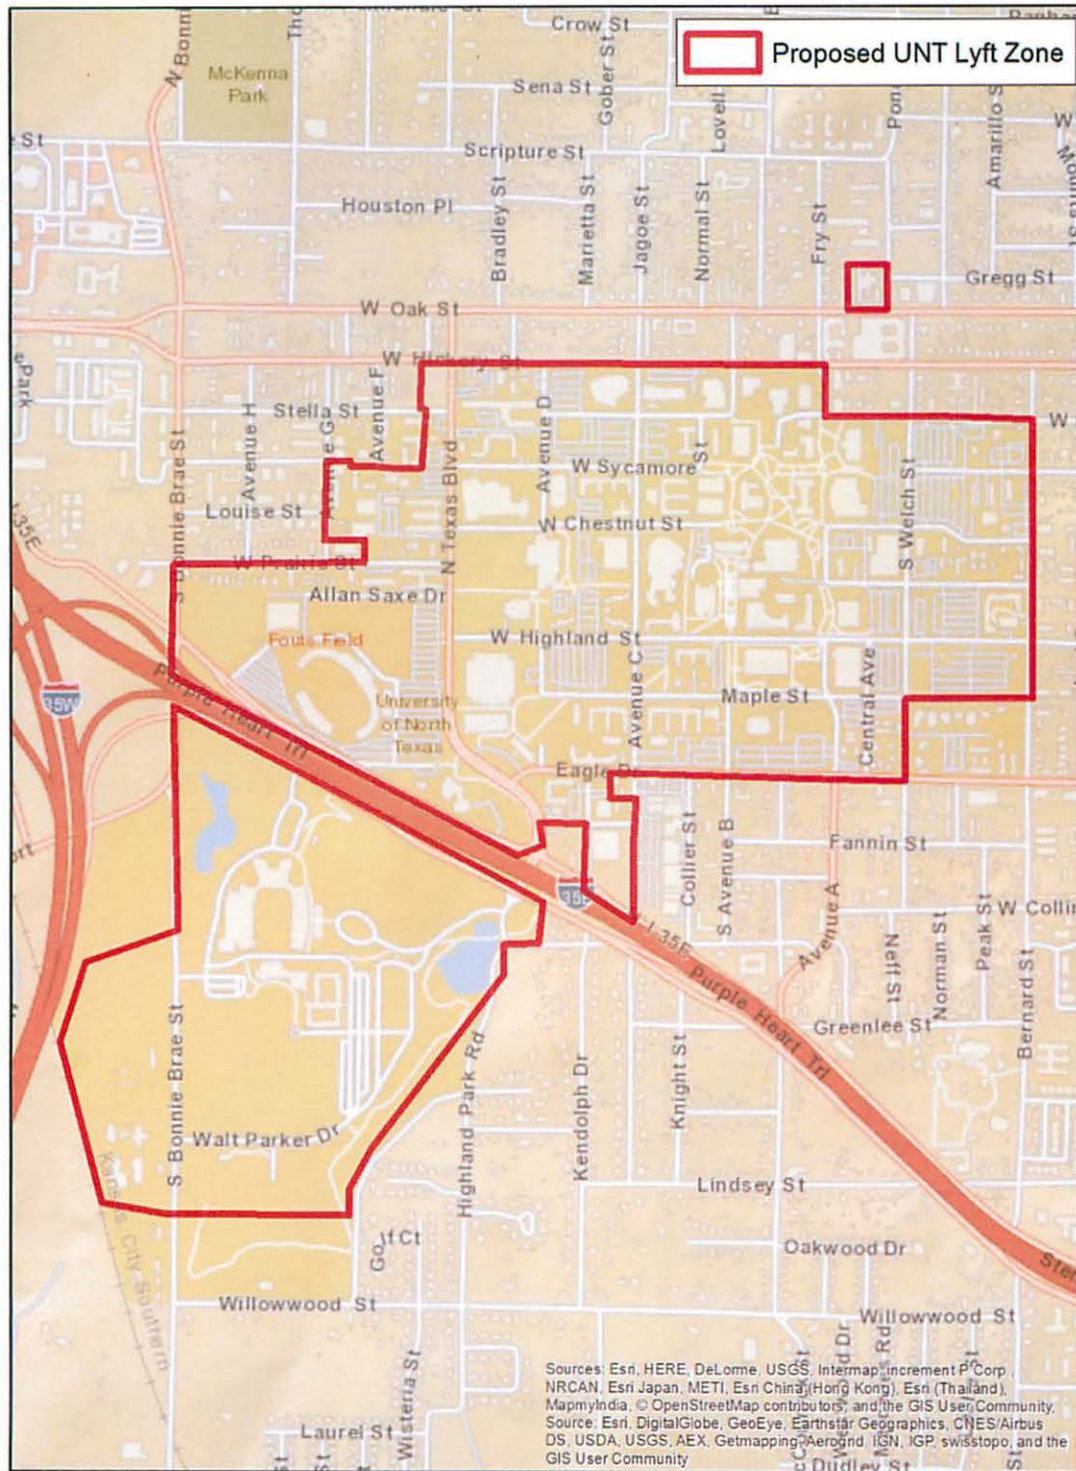 Proposed UNT Lyft Zone
Crow St
N Bonni
McKenna
Park
Sena St
Gober St
Lovell
Amarillo S
Scripture St
Houston Pl
Bradley St
Marietta St
Jagoe St
Normal St
Fry St
Gregg St
W Oak St
W Hickory St
Park
Stella St
Avenue H
Avenue G
Avenue F
Avenue D
W Sycamore St
Louise St
W Chestnut St
N Texas Blvd
S Welch St
S Bonnie Brae St
W Prairie St
I-35E
Allan Saxe Dr
W Highland St
Fouts Field
University
of North
Texas
Maple St
Avenue C
Central Ave
35W
Purple Heart Trl
Eagle Dr
Collier St
S Avenue B
Fannin St
Avenue A
35E
I-35E Purple Heart Trl
W Collin
Neff St
Norman St
Peak St
Bernard St
Greenlee St
S Bonnie Brae St
Highland Park Rd
Kendolph Dr
Knight St
Walt Parker Dr
Kansas City Southern
Lindsey St
Golf Ct
Oakwood Dr
Willowwood St
Willowwood St
Wisteria St
Laurel St
Dudley St
Sources: Esri, HERE, DeLorme, USGS, Intermap, increment P Corp.,
NRCAN, Esri Japan, METI, Esri China (Hong Kong), Esri (Thailand),
MapmyIndia, © OpenStreetMap contributors, and the GIS User Community,
Source: Esri, DigitalGlobe, GeoEye, Earthstar Geographics, CNES/Airbus
DS, USDA, USGS, AEX, Getmapping, Aerogrid, IGN, IGP, swisstopo, and the
GIS User Community